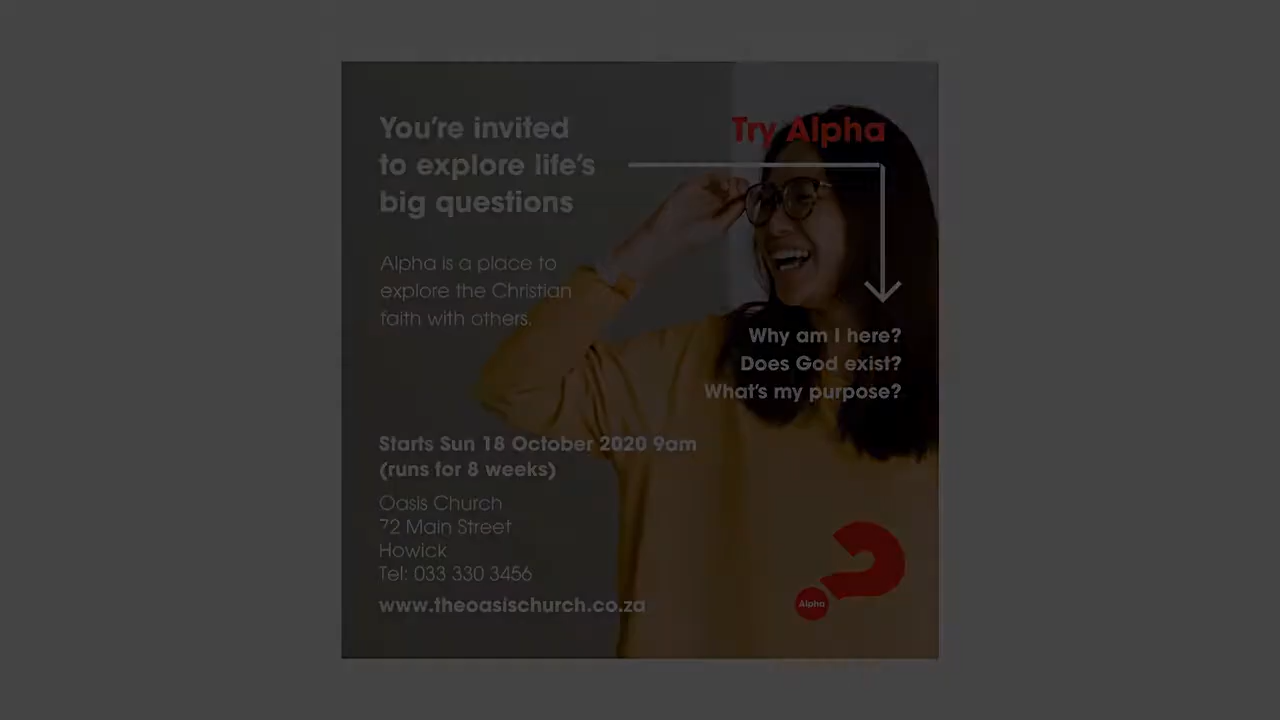 You're invited
to explore life's
big questions
Try Alpha
Alpha is a place to
explore the Christian
faith with others.
Why am I here?
Does God exist?
What's my purpose?
Starts Sun 18 October 2020 9am
(runs for 8 weeks)
Oasis Church
72 Main Street
Howick
Tel: 033 330 3456
www.theoasischurch.co.za
Alpha